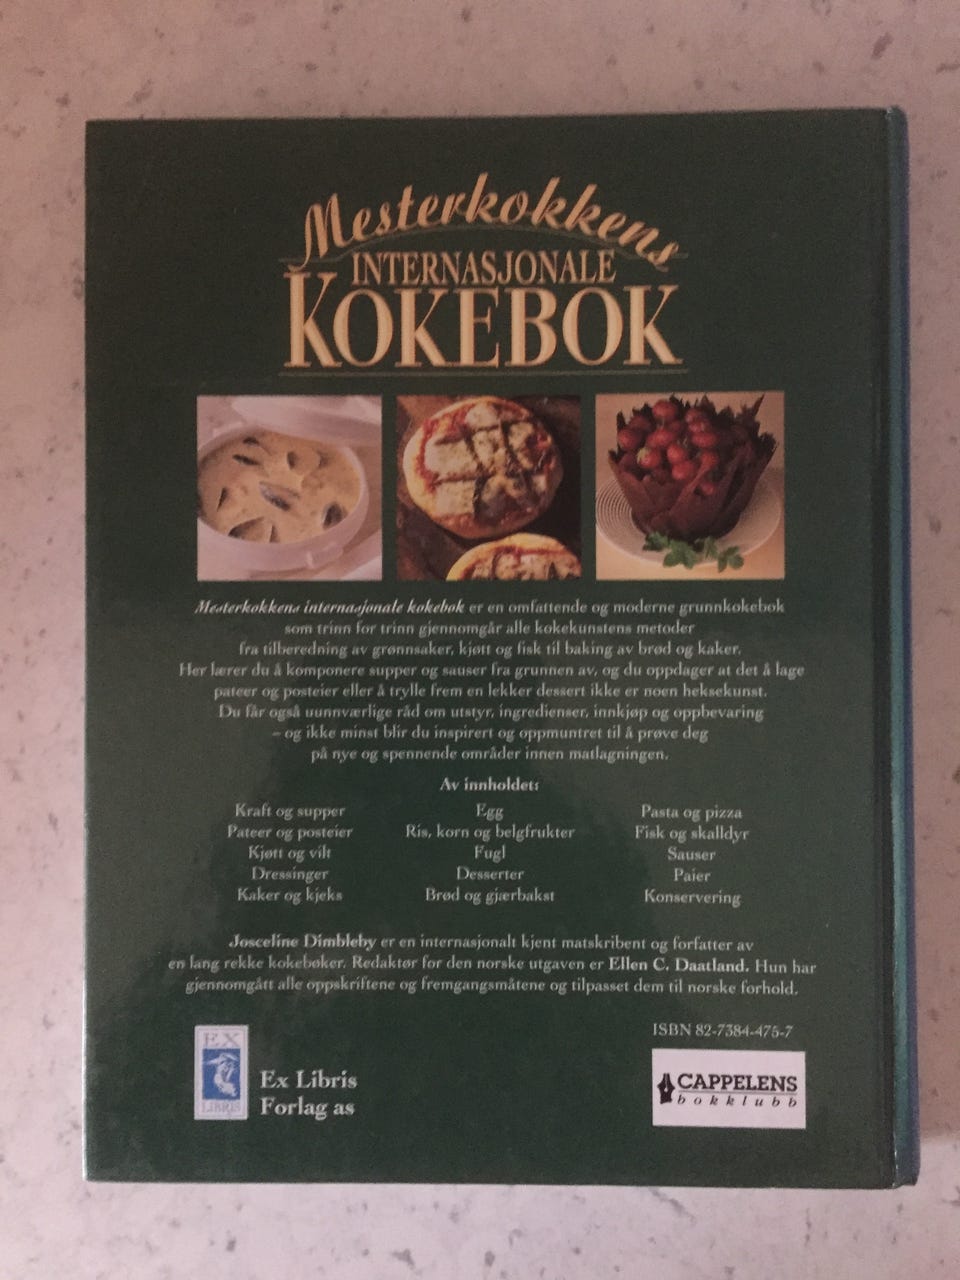 Mesterkokkens
INTERNASJONALE
KOKEBOK
Mesterkokkens internasjonale kokebok er en omfattende og moderne grunnkokebok
som trinn for trinn gjennomgår alle kokekunstens metoder
fra tilberedning av grønnsaker, kjøtt og fisk til baking av brød og kaker.
Her lærer du å komponere supper og sauser fra grunnen av, og du oppdager at det å lage
pateer og posteier eller å trylle frem en lekker dessert ikke er noen heksekunst.
Du får også uunnværlige råd om utstyr, ingredienser, innkjøp og oppbevaring
– og ikke minst blir du inspirert og oppmuntret til å prøve deg
på nye og spennende områder innen matlagningen.
Av innholdet:
Kraft og supper
Pateer og posteier
Kjøtt og vilt
Dressinger
Kaker og kjeks
Egg
Ris, korn og belgfrukter
Fugl
Desserter
Brød og gjærbakst
Pasta og pizza
Fisk og skalldyr
Sauser
Paier
Konservering
Josceline Dimbleby er en internasjonalt kjent matskribent og forfatter av
en lang rekke kokebøker. Redaktør for den norske utgaven er Ellen C. Daatland. Hun har
gjennomgått alle oppskriftene og fremgangsmåtene og tilpasset dem til norske forhold.
EX
LIBRIS
Ex Libris
Forlag as
ISBN 82-7384-475-7
CAPPELENS
bokklubb